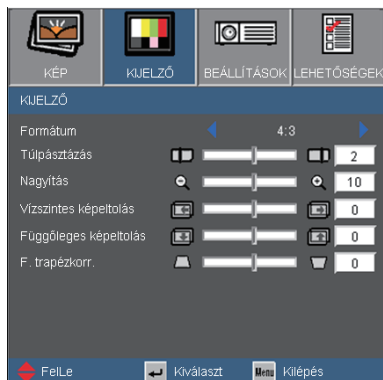 KÉP KIJELZŐ BEÁLLÍTÁSOK LEHETŐSÉGEK
KIJELZŐ
Formátum 4:3
Túlpásztázás 2
Nagyítás 10
Vízszintes képeltolás 0
Függőleges képeltolás 0
F. trapézkorr. 0
FelLe Kiválaszt Menu Kilépés